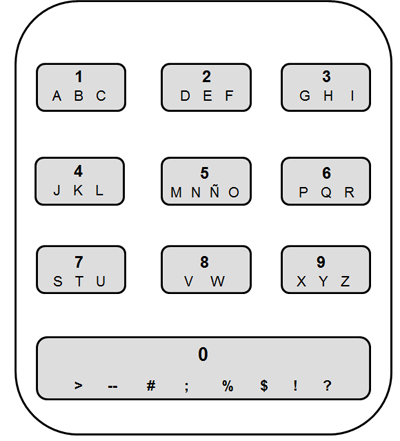 1 2 3
A B C D E F G H I
4 5 6
J K L M N Ñ O P Q R
7 8 9
S T U V W X Y Z
0
> -- # ; % $ ! ?